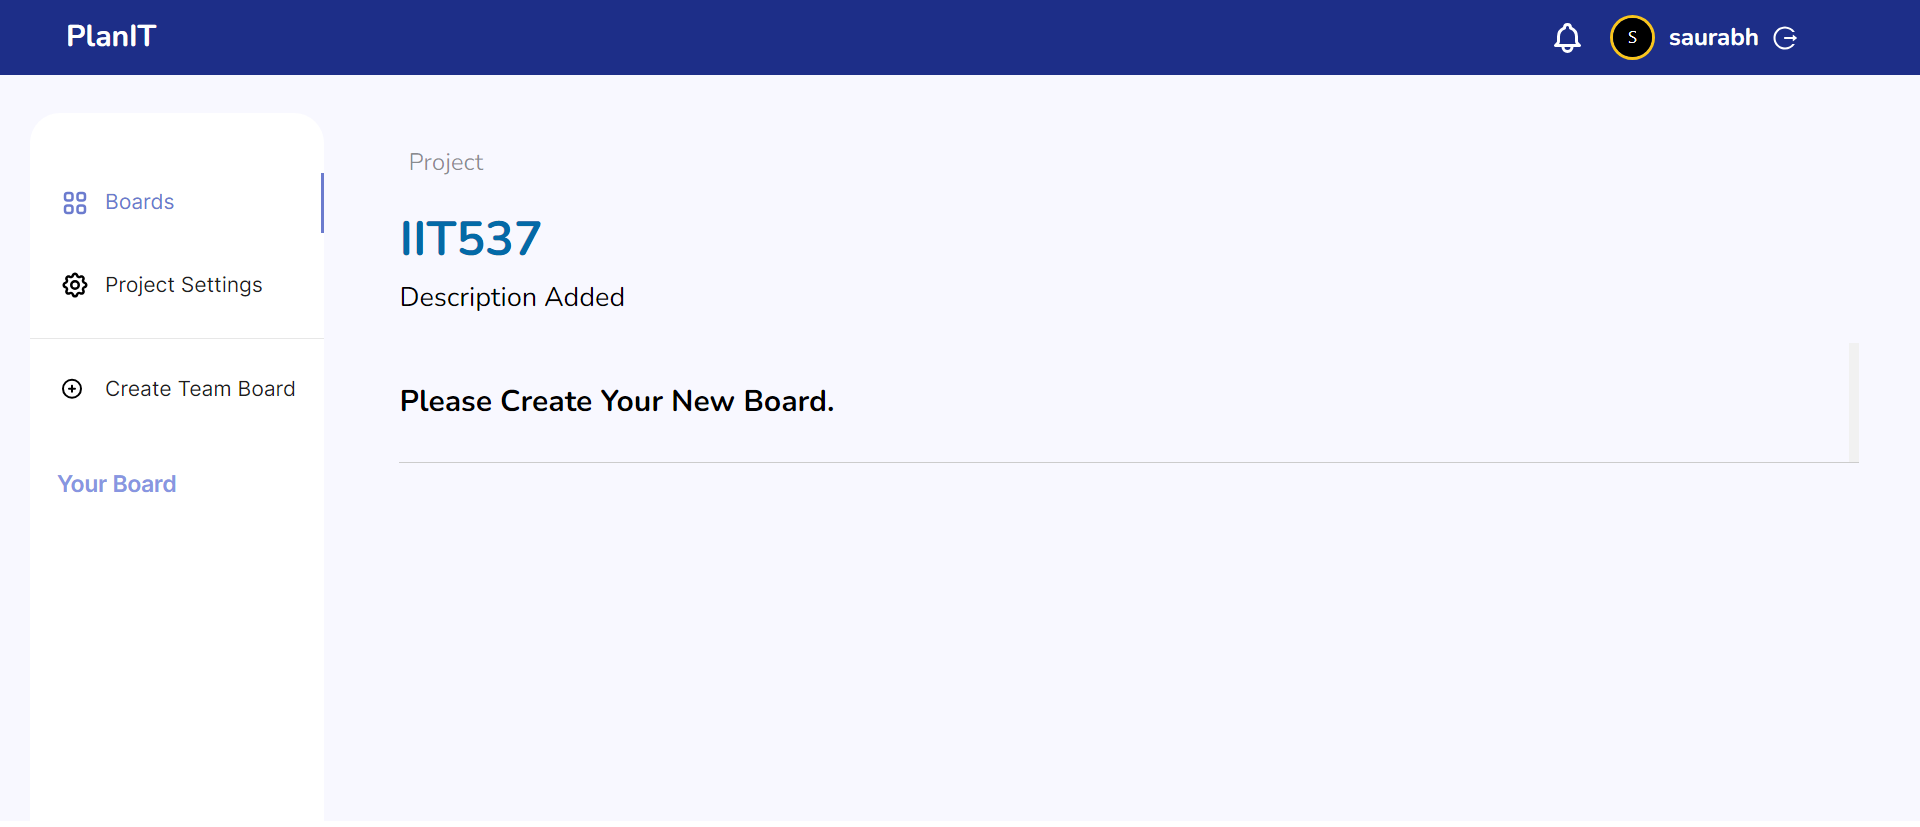 PlanIT
S saurabh
Boards
Project Settings
Create Team Board
Your Board
Project
IIT537
Description Added
Please Create Your New Board.